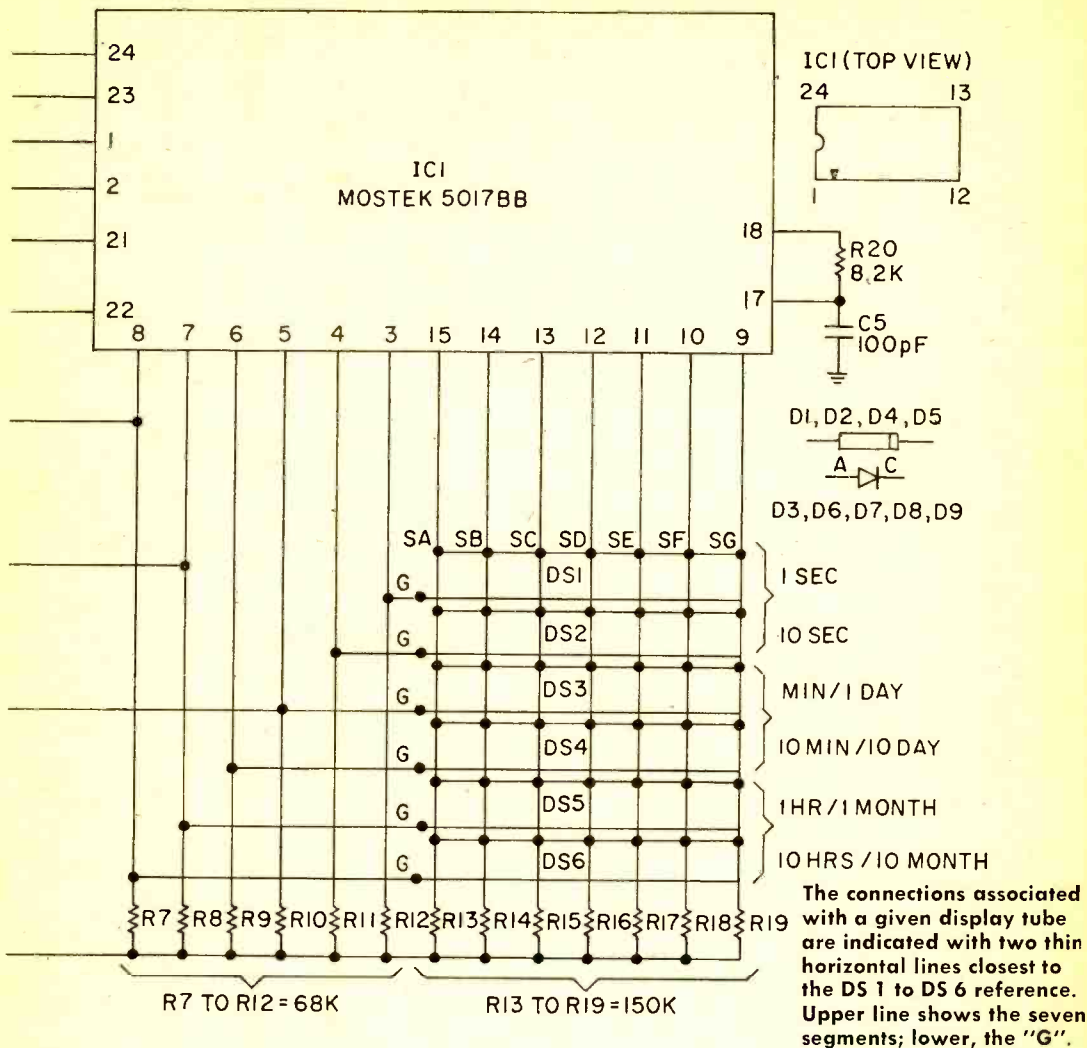 24
23
1
2
21
22
IC1
MOSTEK 5017BB
IC1 (TOP VIEW)
24 13
1 12
18
17
R20
8.2K
C5
100pF
8 7 6 5 4 3 15 14 13 12 11 10 9
D1, D2, D4, D5
A C
D3, D6, D7, D8, D9
SA SB SC SD SE SF SG
DS1
1 SEC
G
DS2
10 SEC
G
DS3
MIN/1 DAY
G
DS4
10 MIN/10 DAY
G
DS5
1 HR/1 MONTH
G
DS6
10 HRS/10 MONTH
G
R7 R8 R9 R10 R11 R12 R13 R14 R15 R16 R17 R18 R19
R7 TO R12=68K
R13 TO R19=150K
The connections associated
with a given display tube
are indicated with two thin
horizontal lines closest to
the DS 1 to DS 6 reference.
Upper line shows the seven
segments; lower, the "G".